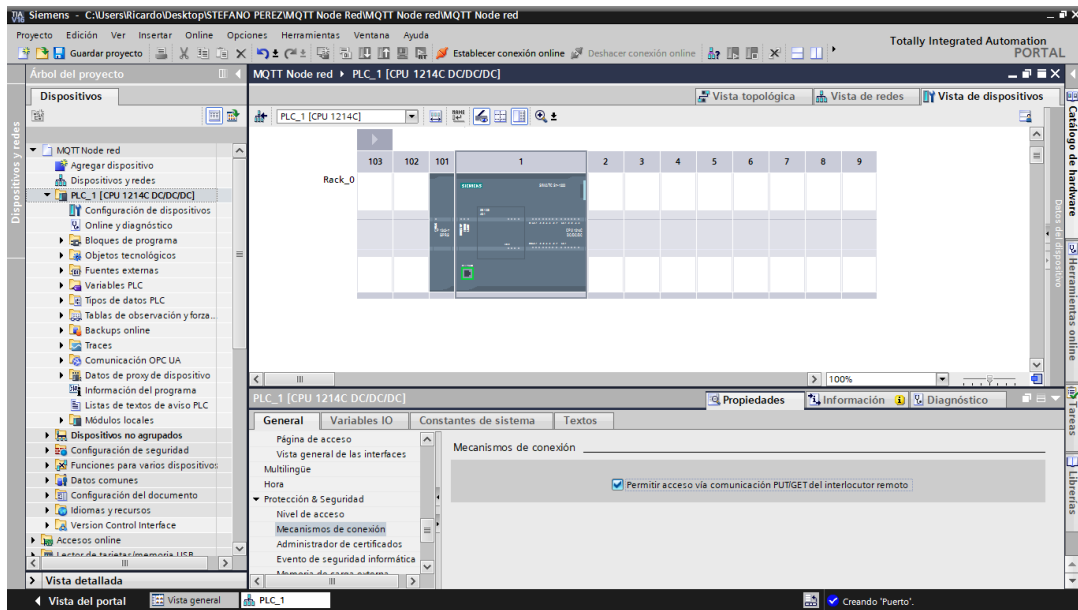 Siemens - C:\Users\Ricardo\Desktop\STEFANO PEREZ\MQTT Node Red\MQTT Node red\MQTT Node red
Proyecto Edición Ver Insertar Online Opciones Herramientas Ventana Ayuda
Totally Integrated Automation
PORTAL
Guardar proyecto
Establecer conexión online
Deshacer conexión online
Árbol del proyecto
MQTT Node red PLC_1 [CPU 1214C DC/DC/DC]
Dispositivos
Vista topológica
Vista de redes
Vista de dispositivos
PLC_1 [CPU 1214C]
Dispositivos y redes
MQTT Node red
Agregar dispositivo
Dispositivos y redes
PLC_1 [CPU 1214C DC/DC/DC]
Configuración de dispositivos
Online y diagnóstico
Bloques de programa
Objetos tecnológicos
Fuentes externas
Variables PLC
Tipos de datos PLC
Tablas de observación y forza...
Backups online
Traces
Comunicación OPC UA
Datos de proxy de dispositivo
Información del programa
Listas de textos de aviso PLC
Módulos locales
Dispositivos no agrupados
Configuración de seguridad
Funciones para varios dispositivos
Datos comunes
Configuración del documento
Idiomas y recursos
Version Control Interface
Accesos online
Lector de tarjetas/memoria USB
Vista detallada
103 102 101 1 2 3 4 5 6 7 8 9
Rack_0
SIEMENS
100%
Datos del dispositivo
Catálogo de hardware
Herramientas online
Tareas
Librerías
PLC_1 [CPU 1214C DC/DC/DC]
Propiedades
Información
Diagnóstico
General
Variables IO
Constantes de sistema
Textos
Página de acceso
Vista general de las interfaces
Multilingüe
Hora
Protección & Seguridad
Nivel de acceso
Mecanismos de conexión
Administrador de certificados
Evento de seguridad informática
Memoria de carga externa
Mecanismos de conexión
Permitir acceso vía comunicación PUT/GET del interlocutor remoto
Vista del portal
Vista general
PLC_1
Creando 'Puerto'.